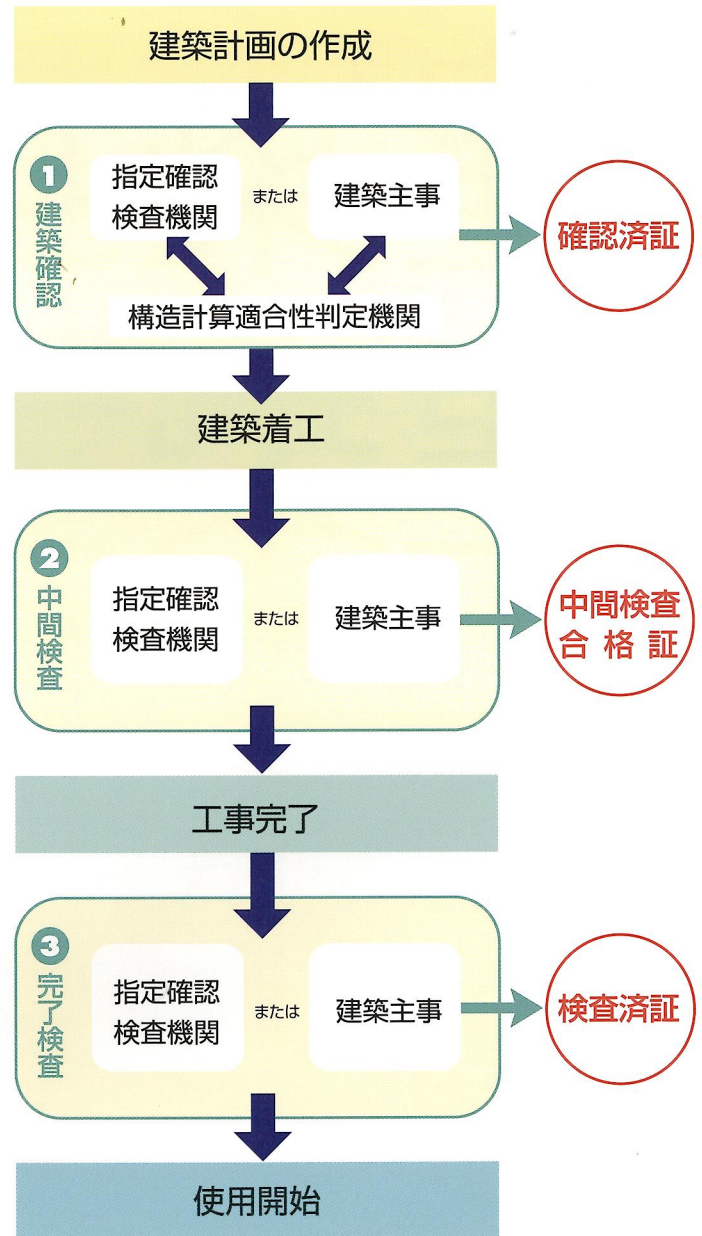 建築計画の作成
❶
建築確認
指定確認
検査機関
または
建築主事
構造計算適合性判定機関
確認済証
建築着工
❷
中間検査
指定確認
検査機関
または
建築主事
中間検査
合格証
工事完了
❸
完了検査
指定確認
検査機関
または
建築主事
検査済証
使用開始